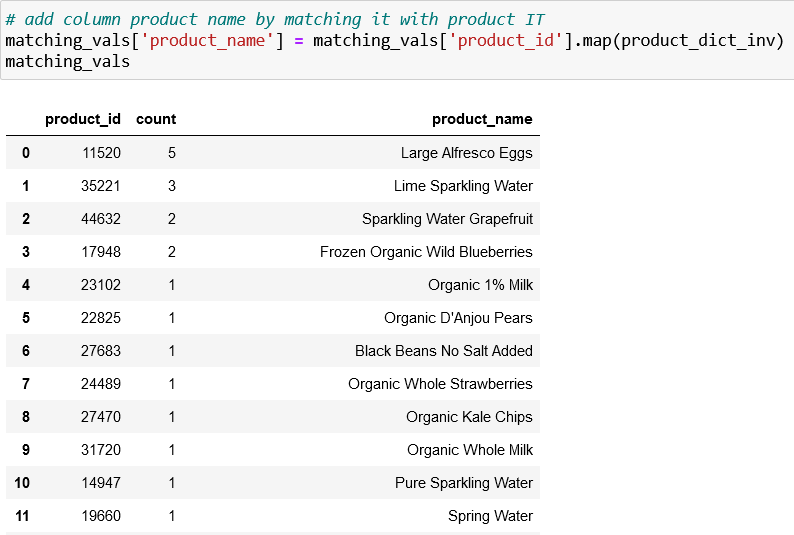 # add column product name by matching it with product IT
matching_vals['product_name'] = matching_vals['product_id'].map(product_dict_inv)
matching_vals
product_id count product_name
0 11520 5 Large Alfresco Eggs
1 35221 3 Lime Sparkling Water
2 44632 2 Sparkling Water Grapefruit
3 17948 2 Frozen Organic Wild Blueberries
4 23102 1 Organic 1% Milk
5 22825 1 Organic D'Anjou Pears
6 27683 1 Black Beans No Salt Added
7 24489 1 Organic Whole Strawberries
8 27470 1 Organic Kale Chips
9 31720 1 Organic Whole Milk
10 14947 1 Pure Sparkling Water
11 19660 1 Spring Water